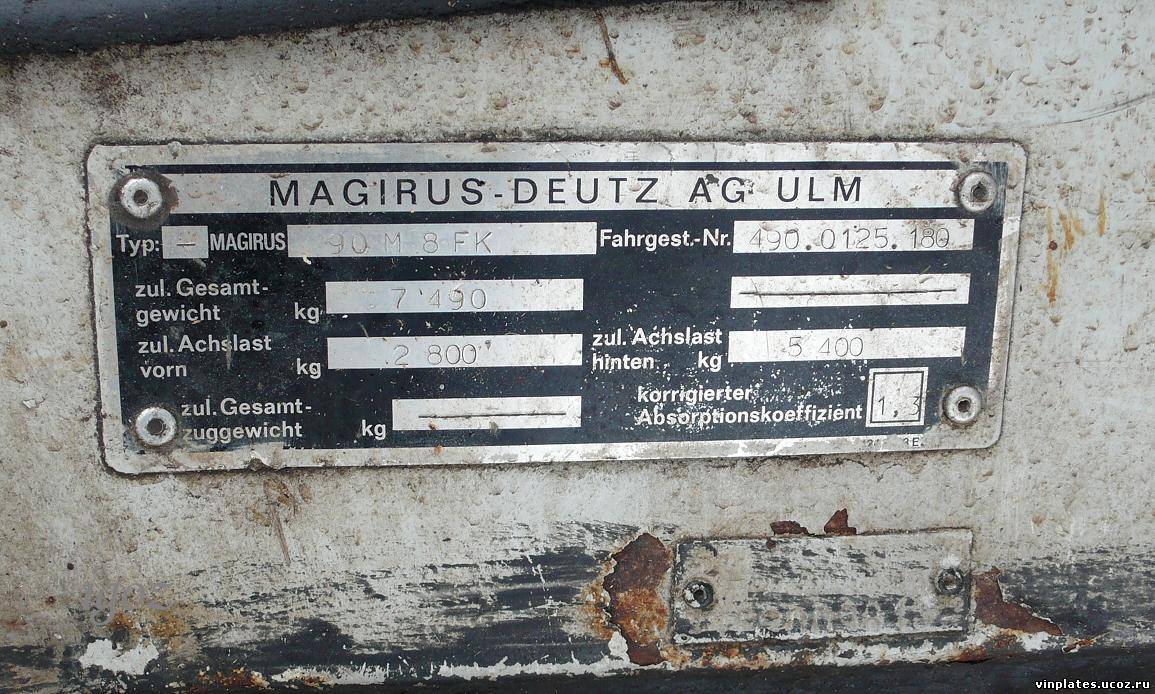 MAGIRUS-DEUTZ AG ULM
Typ: - MAGIRUS 90 M 8 FK Fahrgest.-Nr. 490.0125.180
zul. Gesamt-
gewicht kg 7 490
zul. Achslast
vorn kg 2 800
zul. Achslast
hinten kg 5 400
zul. Gesamt-
zuggewicht kg
korrigierter
Absorptionskoeffizient 1,3
vinplates.ucoz.ru